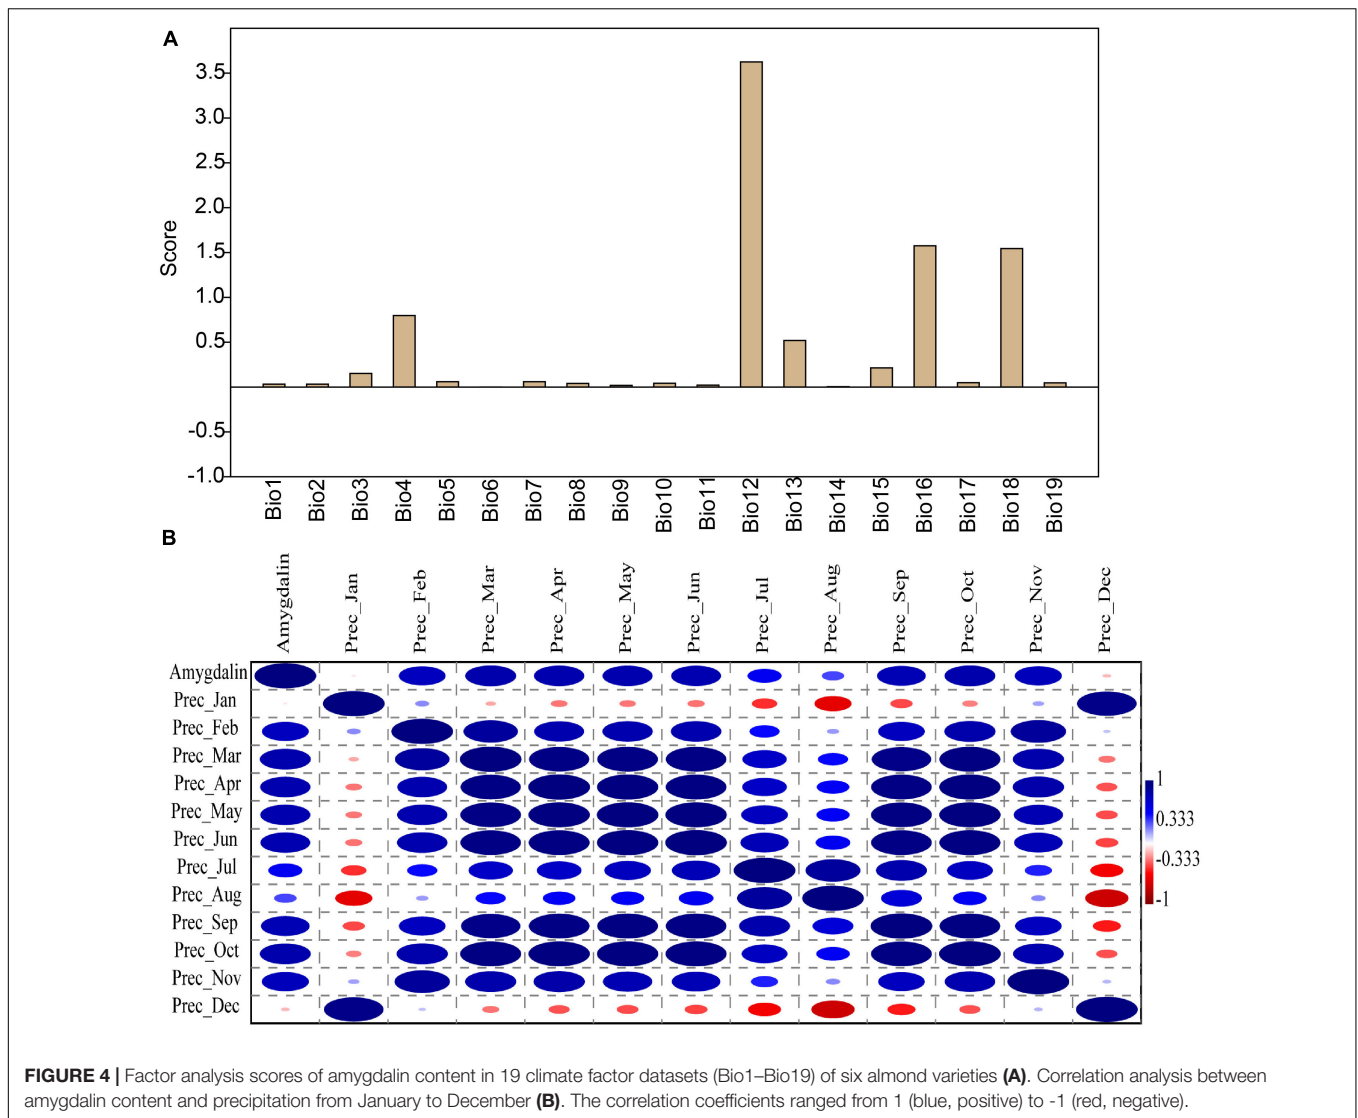 A
3.5
3.0
2.5
2.0
1.5
1.0
0.5
-0.5
-1.0
Score
Bio1 Bio2 Bio3 Bio4 Bio5 Bio6 Bio7 Bio8 Bio9 Bio10 Bio11 Bio12 Bio13 Bio14 Bio15 Bio16 Bio17 Bio18 Bio19
B
Amygdalin Prec_Jan Prec_Feb Prec_Mar Prec_Apr Prec_May Prec_Jun Prec_Jul Prec_Aug Prec_Sep Prec_Oct Prec_Nov Prec_Dec
Amygdalin
Prec_Jan
Prec_Feb
Prec_Mar
Prec_Apr
Prec_May
Prec_Jun
Prec_Jul
Prec_Aug
Prec_Sep
Prec_Oct
Prec_Nov
Prec_Dec
1
0.333
-0.333
-1
FIGURE 4 | Factor analysis scores of amygdalin content in 19 climate factor datasets (Bio1–Bio19) of six almond varieties (A). Correlation analysis between
amygdalin content and precipitation from January to December (B). The correlation coefficients ranged from 1 (blue, positive) to -1 (red, negative).